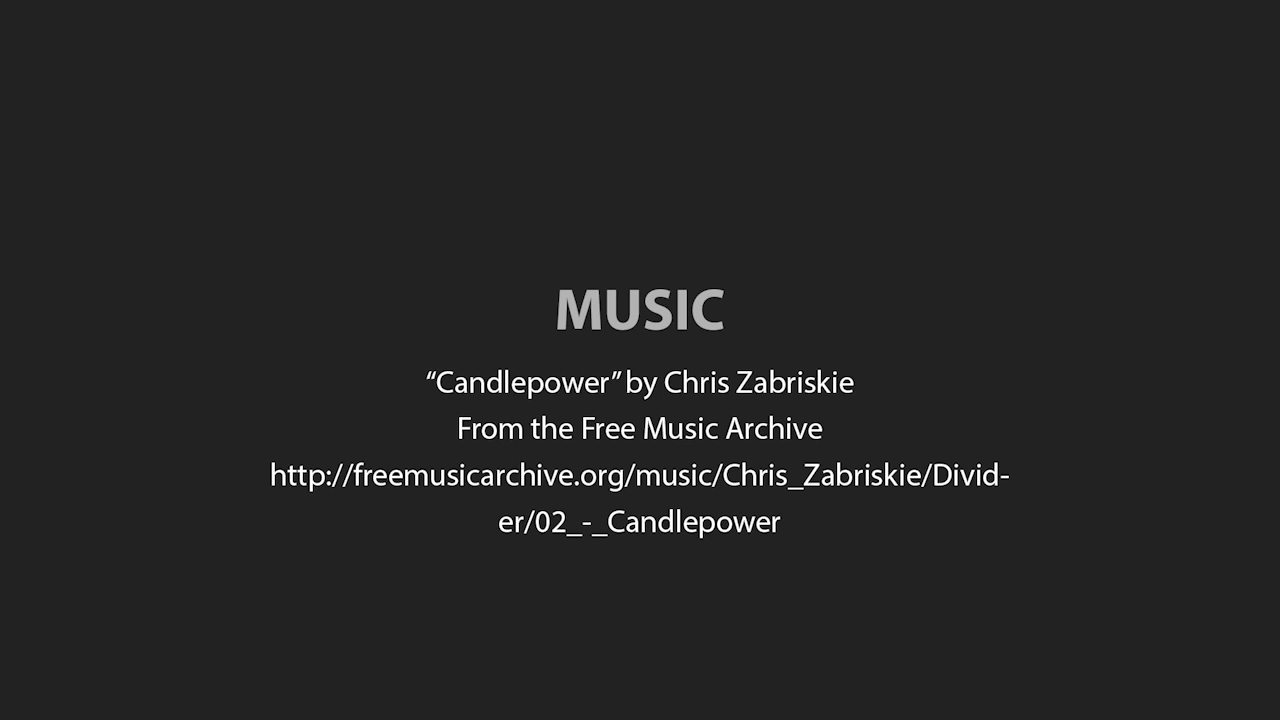 MUSIC
“Candlepower” by Chris Zabriskie
From the Free Music Archive
http://freemusicarchive.org/music/Chris_Zabriskie/Divid-
er/02_-_Candlepower